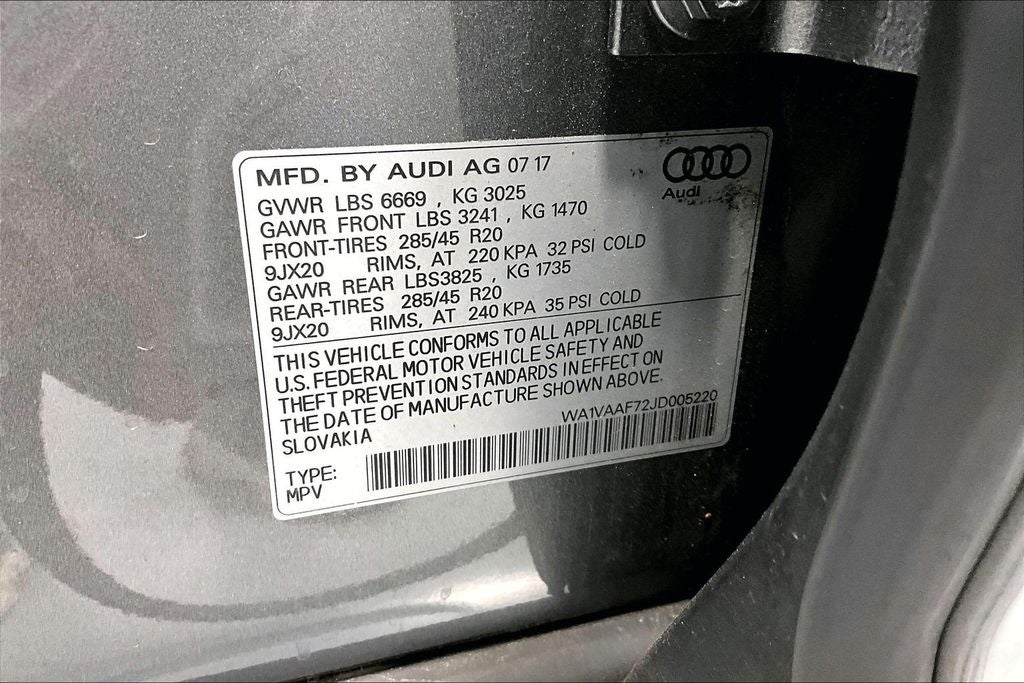 MFD. BY AUDI AG 07 17
Audi
GVWR LBS 6669 , KG 3025
GAWR FRONT LBS 3241 , KG 1470
FRONT-TIRES 285/45 R20
9JX20 RIMS, AT 220 KPA 32 PSI COLD
GAWR REAR LBS3825 , KG 1735
REAR-TIRES 285/45 R20
9JX20 RIMS, AT 240 KPA 35 PSI COLD
THIS VEHICLE CONFORMS TO ALL APPLICABLE
U.S. FEDERAL MOTOR VEHICLE SAFETY AND
THEFT PREVENTION STANDARDS IN EFFECT ON
THE DATE OF MANUFACTURE SHOWN ABOVE.
SLOVAKIA
WA1VAAF72JD005220
TYPE:
MPV